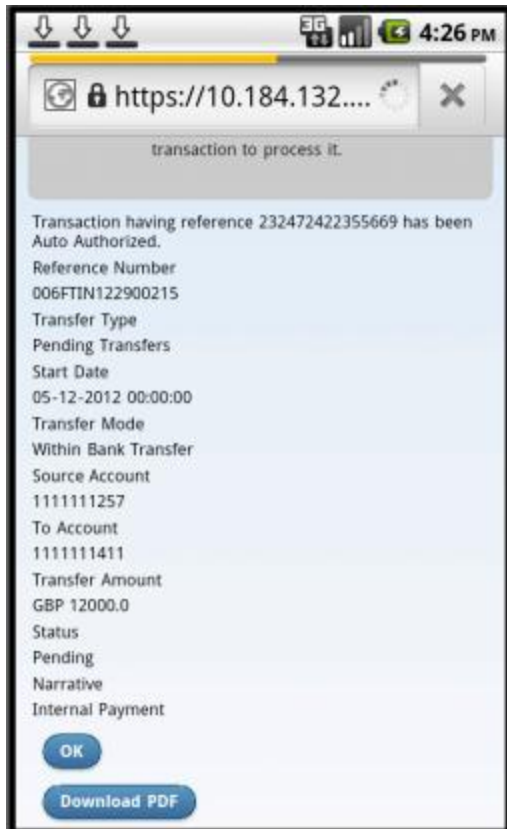 3G
4:26 PM
https://10.184.132....
transaction to process it.
Transaction having reference 232472422355669 has been
Auto Authorized.
Reference Number
006FTIN122900215
Transfer Type
Pending Transfers
Start Date
05-12-2012 00:00:00
Transfer Mode
Within Bank Transfer
Source Account
1111111257
To Account
1111111411
Transfer Amount
GBP 12000.0
Status
Pending
Narrative
Internal Payment
OK
Download PDF